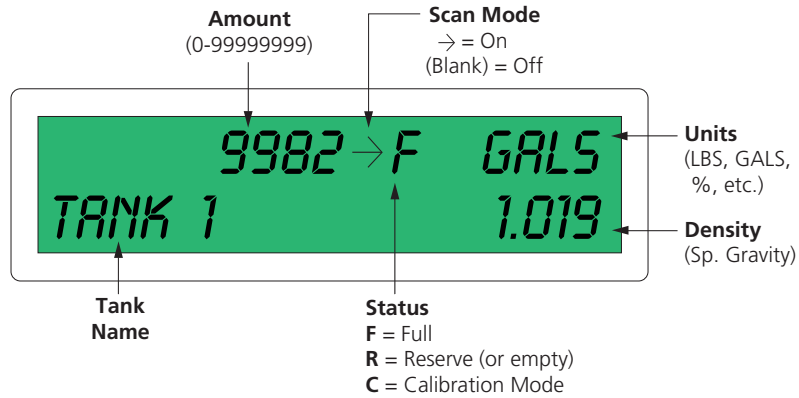 Amount
(0-99999999)
Scan Mode
→ = On
(Blank) = Off
9982 → F GALS
TANK 1 1.019
Units
(LBS, GALS,
%, etc.)
Density
(Sp. Gravity)
Tank
Name
Status
F = Full
R = Reserve (or empty)
C = Calibration Mode